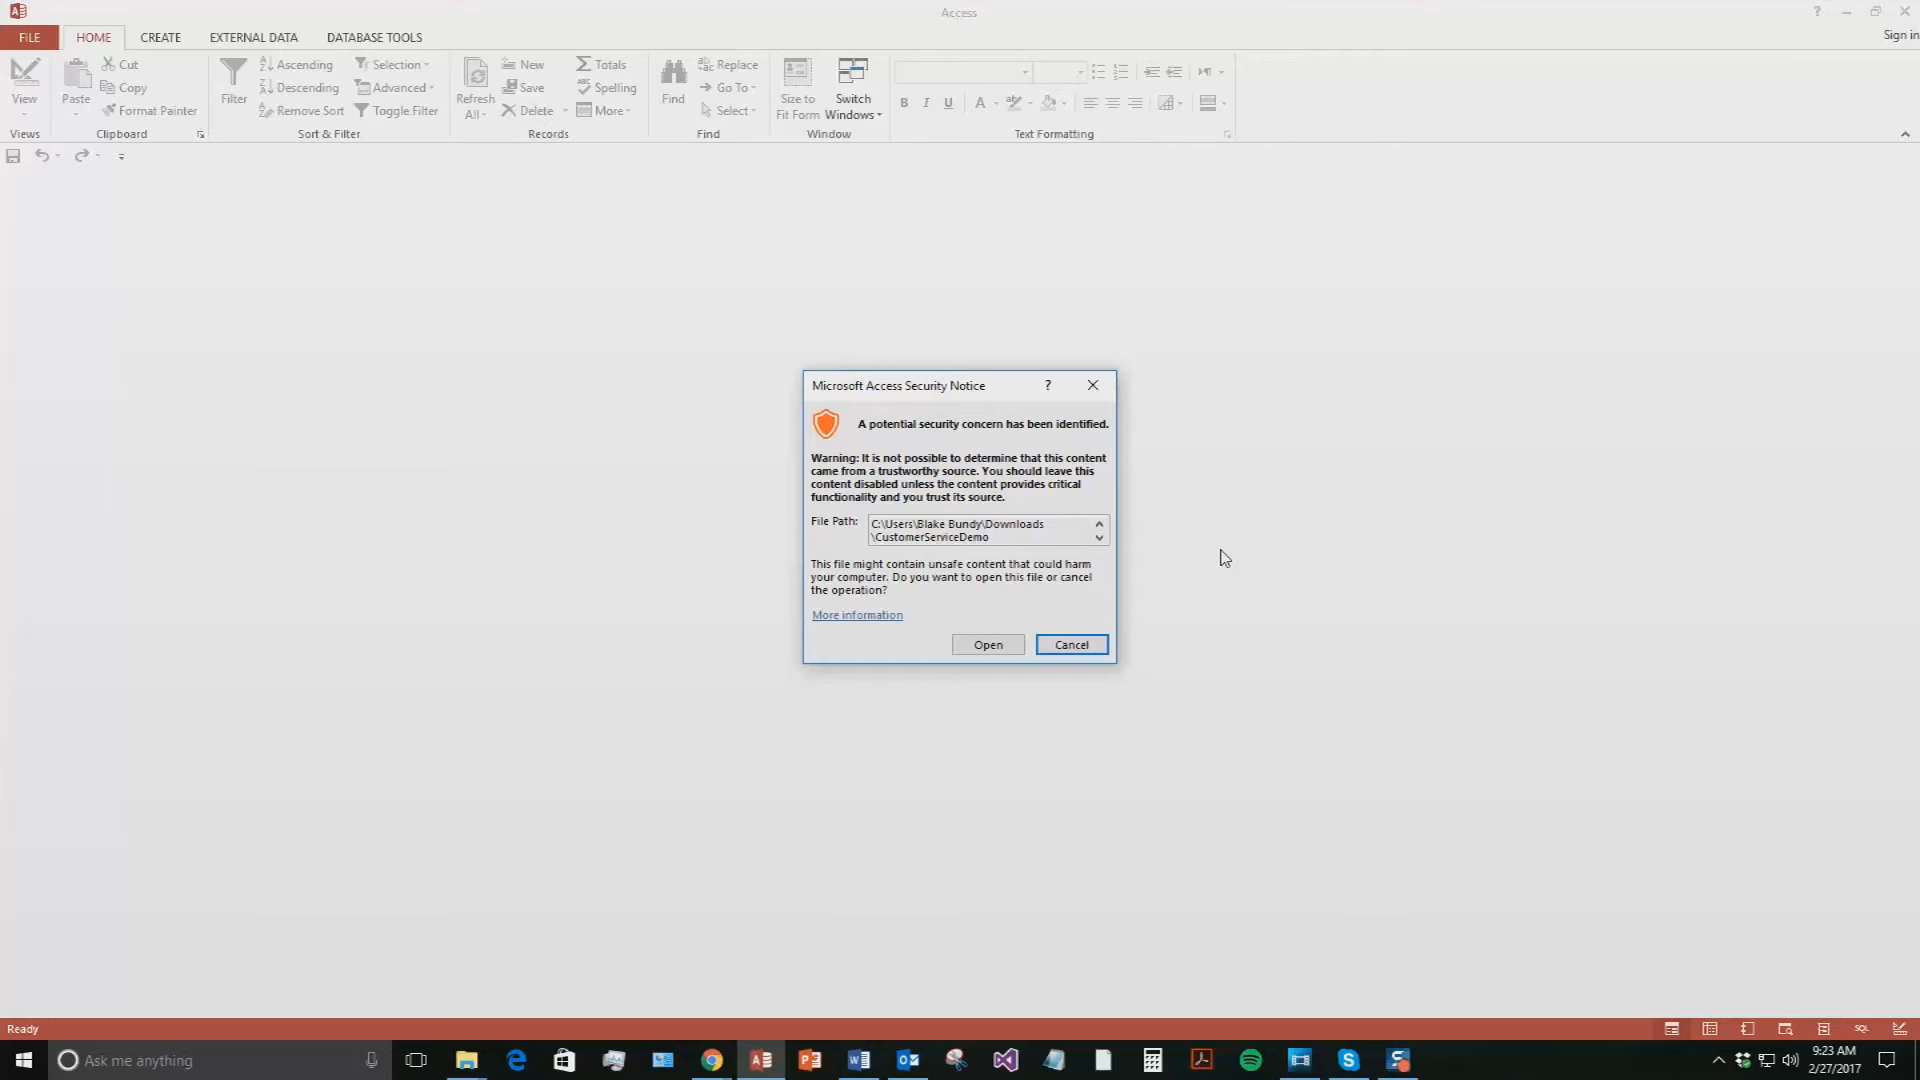 Access
FILE
HOME
CREATE
EXTERNAL DATA
DATABASE TOOLS
Sign in
View
Paste
Cut
Copy
Format Painter
Filter
Ascending
Descending
Remove Sort
Selection
Advanced
Toggle Filter
Refresh
All
New
Save
Delete
Totals
Spelling
More
Find
Replace
Go To
Select
Size to
Fit Form
Switch
Windows
B I U A
Views
Clipboard
Sort & Filter
Records
Find
Window
Text Formatting
Microsoft Access Security Notice
?
A potential security concern has been identified.
Warning: It is not possible to determine that this content
came from a trustworthy source. You should leave this
content disabled unless the content provides critical
functionality and you trust its source.
File Path:
C:\Users\Blake Bundy\Downloads
\CustomerServiceDemo
This file might contain unsafe content that could harm
your computer. Do you want to open this file or cancel
the operation?
More information
Open
Cancel
Ready
SQL
Ask me anything
9:23 AM
2/27/2017